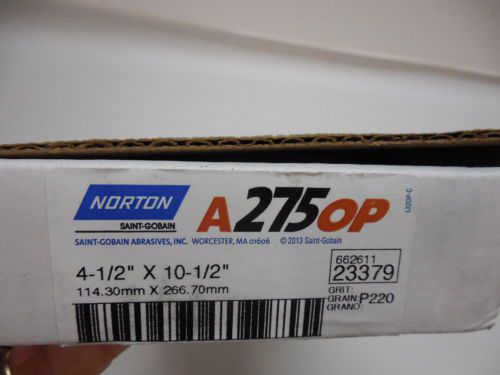 NORTON
SAINT-GOBAIN
A275OP
SAINT-GOBAIN ABRASIVES, INC. WORCESTER, MA 01606 © 2013 Saint-Gobain
4-1/2" X 10-1/2"
114.30mm X 266.70mm
662611
23379
GRIT:
GRAIN: P220
GRANO: